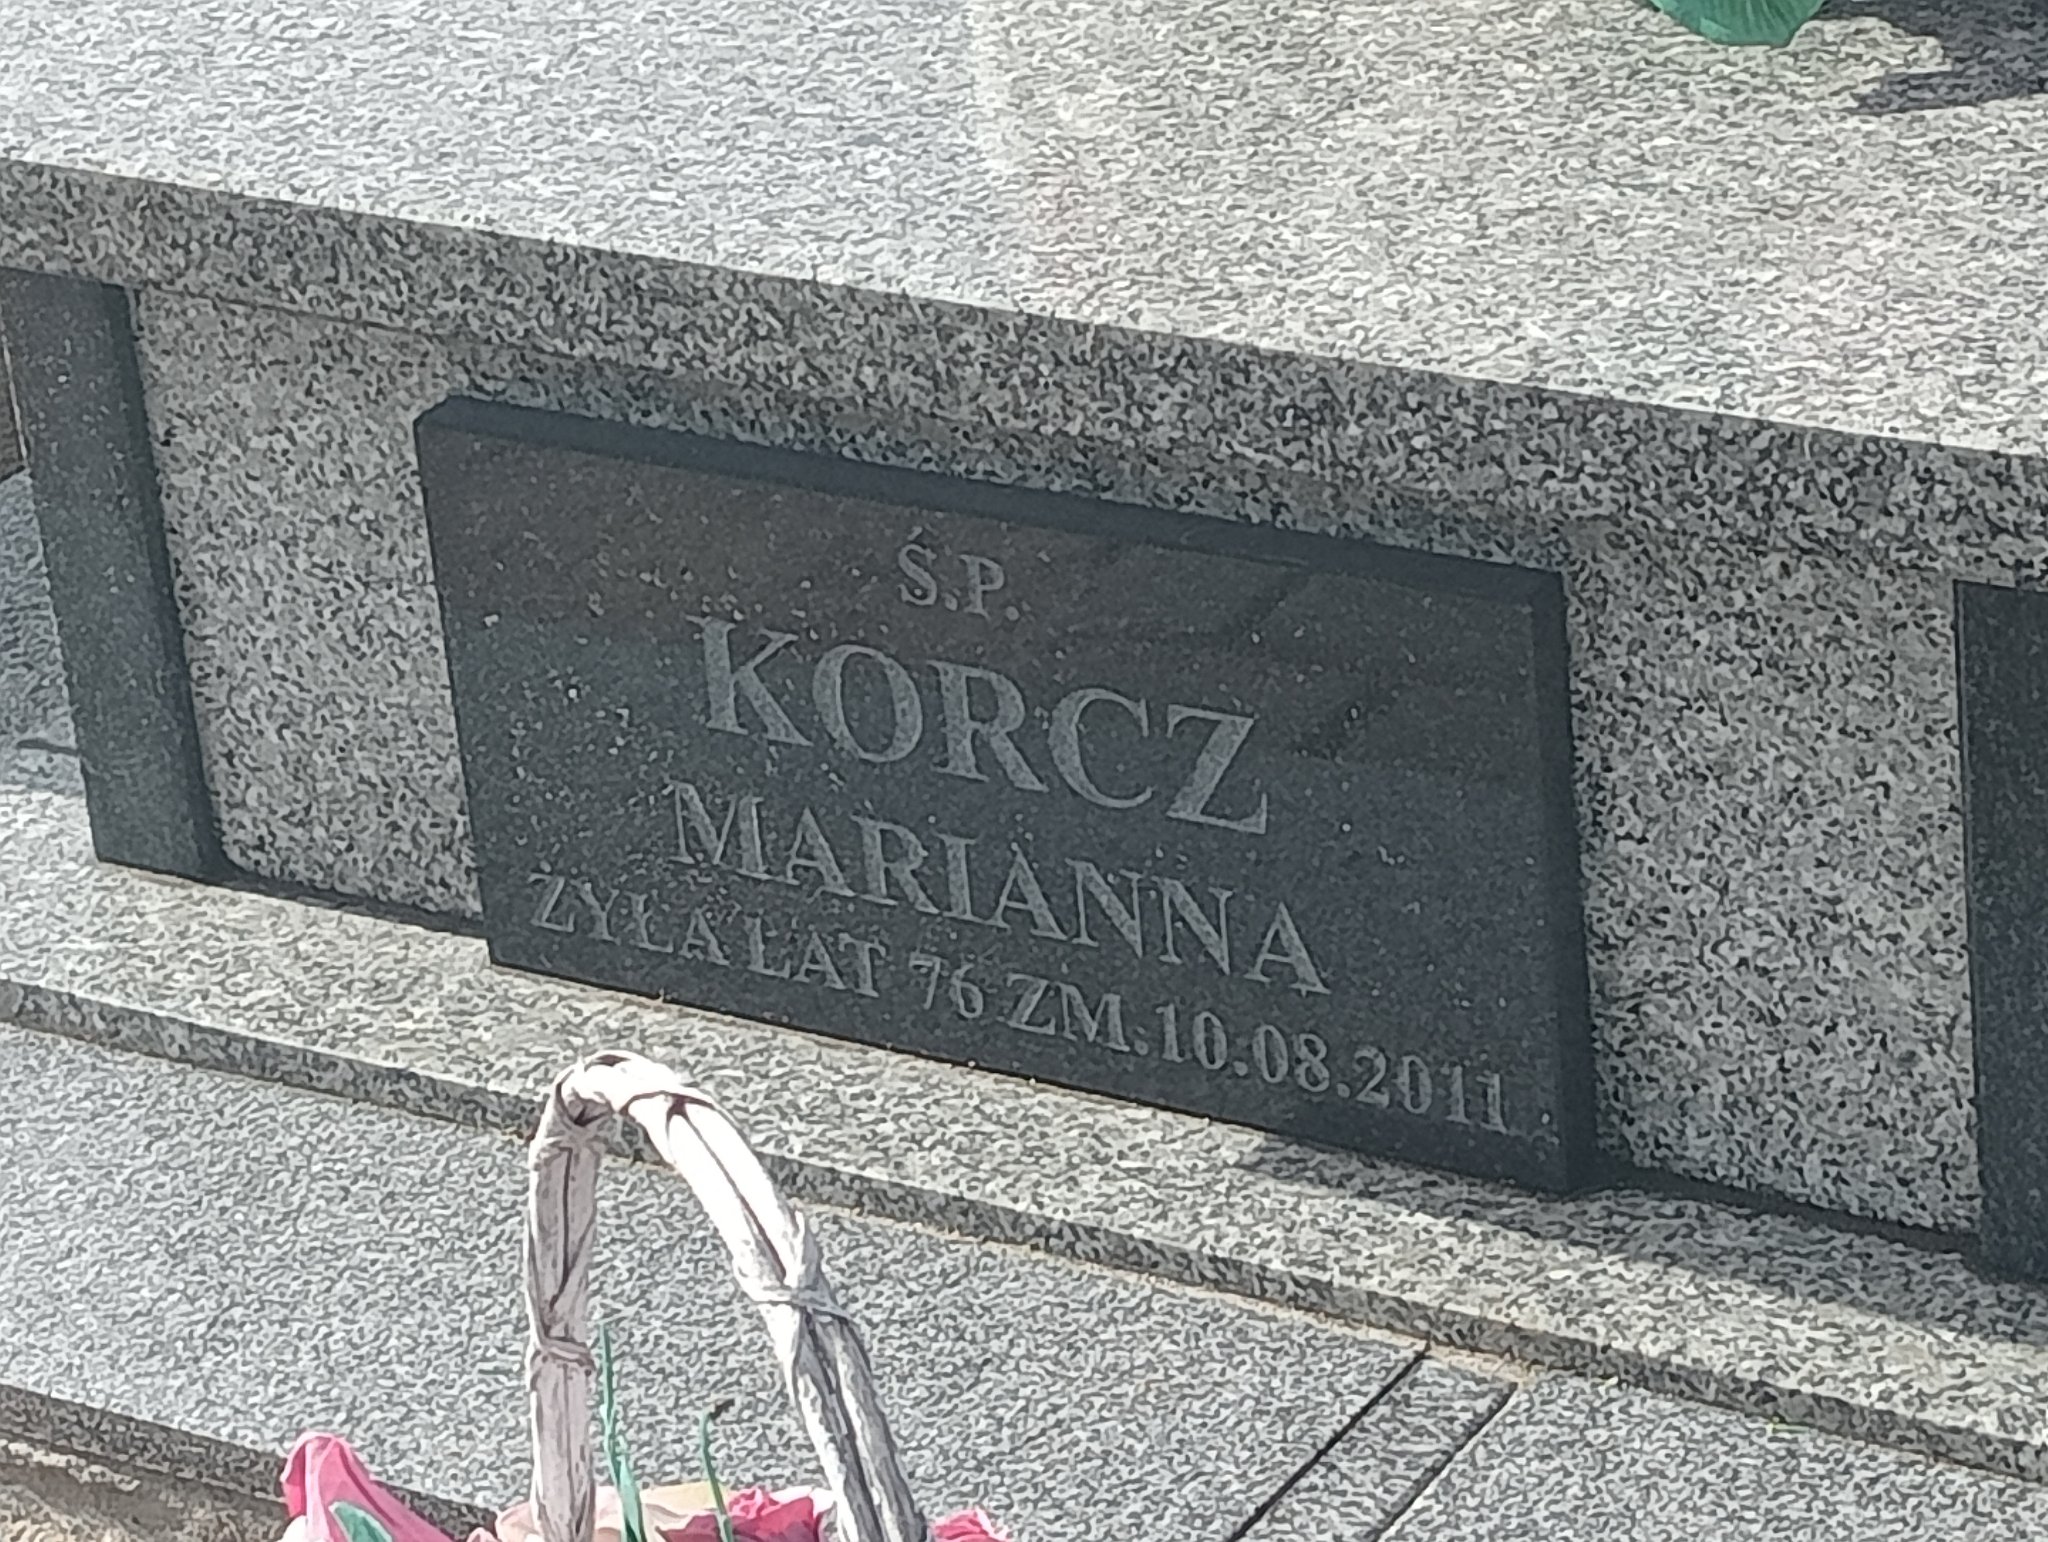 Ś.P.
KORCZ
MARIANNA
ŻYŁA LAT 76 ZM.10.08.2011